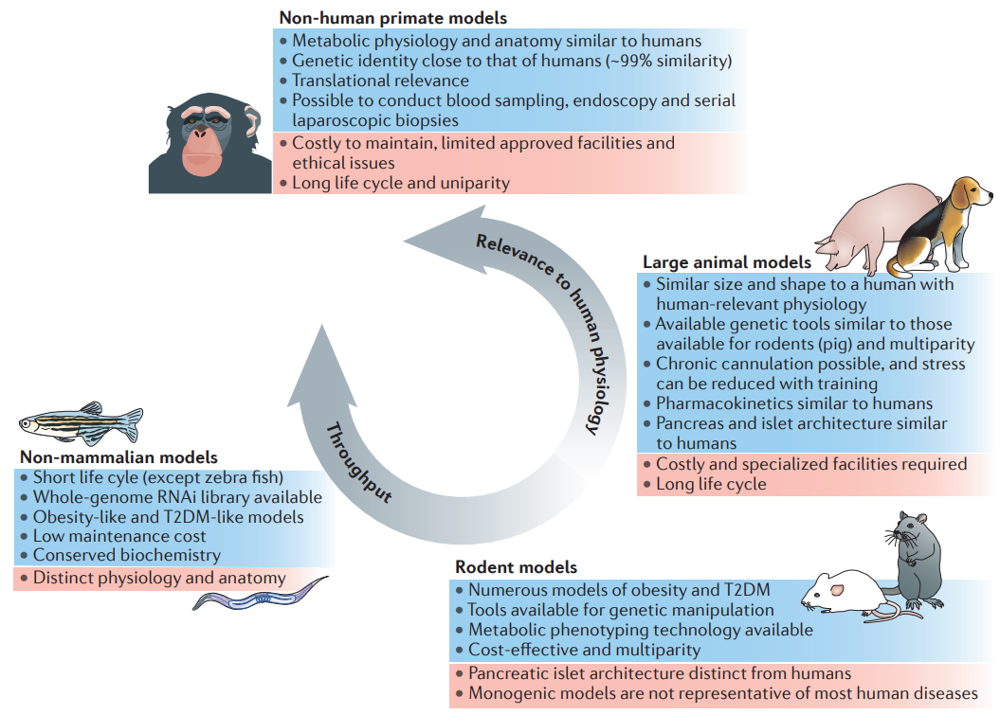 Non-human primate models
• Metabolic physiology and anatomy similar to humans
• Genetic identity close to that of humans (~99% similarity)
• Translational relevance
• Possible to conduct blood sampling, endoscopy and serial
laparoscopic biopsies
• Costly to maintain, limited approved facilities and
ethical issues
• Long life cycle and uniparity
Relevance to human physiology
Throughput
Large animal models
• Similar size and shape to a human with
human-relevant physiology
• Available genetic tools similar to those
available for rodents (pig) and multiparity
• Chronic cannulation possible, and stress
can be reduced with training
• Pharmacokinetics similar to humans
• Pancreas and islet architecture similar
to humans
• Costly and specialized facilities required
• Long life cycle
Non-mammalian models
• Short life cyle (except zebra fish)
• Whole-genome RNAi library available
• Obesity-like and T2DM-like models
• Low maintenance cost
• Conserved biochemistry
• Distinct physiology and anatomy
Rodent models
• Numerous models of obesity and T2DM
• Tools available for genetic manipulation
• Metabolic phenotyping technology available
• Cost-effective and multiparity
• Pancreatic islet architecture distinct from humans
• Monogenic models are not representative of most human diseases